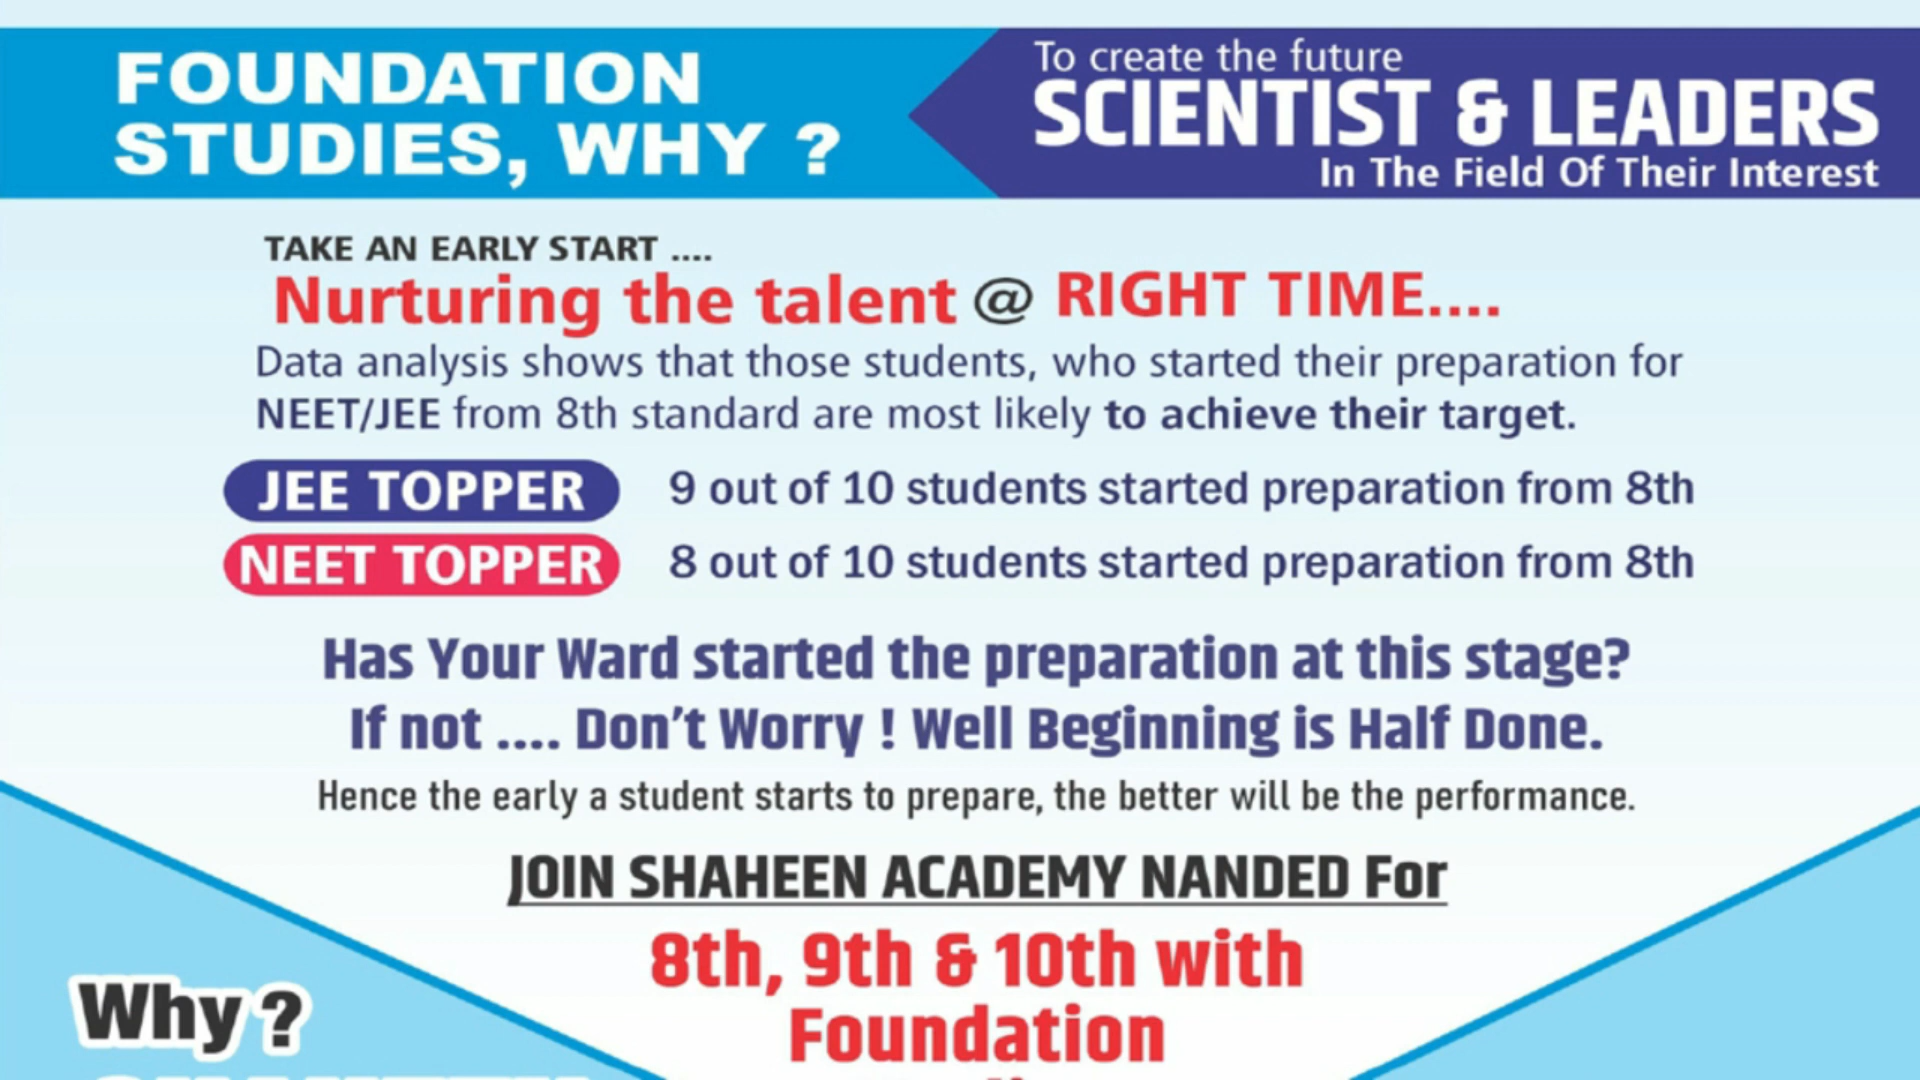 FOUNDATION
STUDIES, WHY ?
To create the future
SCIENTIST & LEADERS
In The Field Of Their Interest
TAKE AN EARLY START ....
Nurturing the talent @ RIGHT TIME....
Data analysis shows that those students, who started their preparation for
NEET/JEE from 8th standard are most likely to achieve their target.
JEE TOPPER 9 out of 10 students started preparation from 8th
NEET TOPPER 8 out of 10 students started preparation from 8th
Has Your Ward started the preparation at this stage?
If not .... Don't Worry ! Well Beginning is Half Done.
Hence the early a student starts to prepare, the better will be the performance.
JOIN SHAHEEN ACADEMY NANDED For
8th, 9th & 10th with
Foundation
Why ?